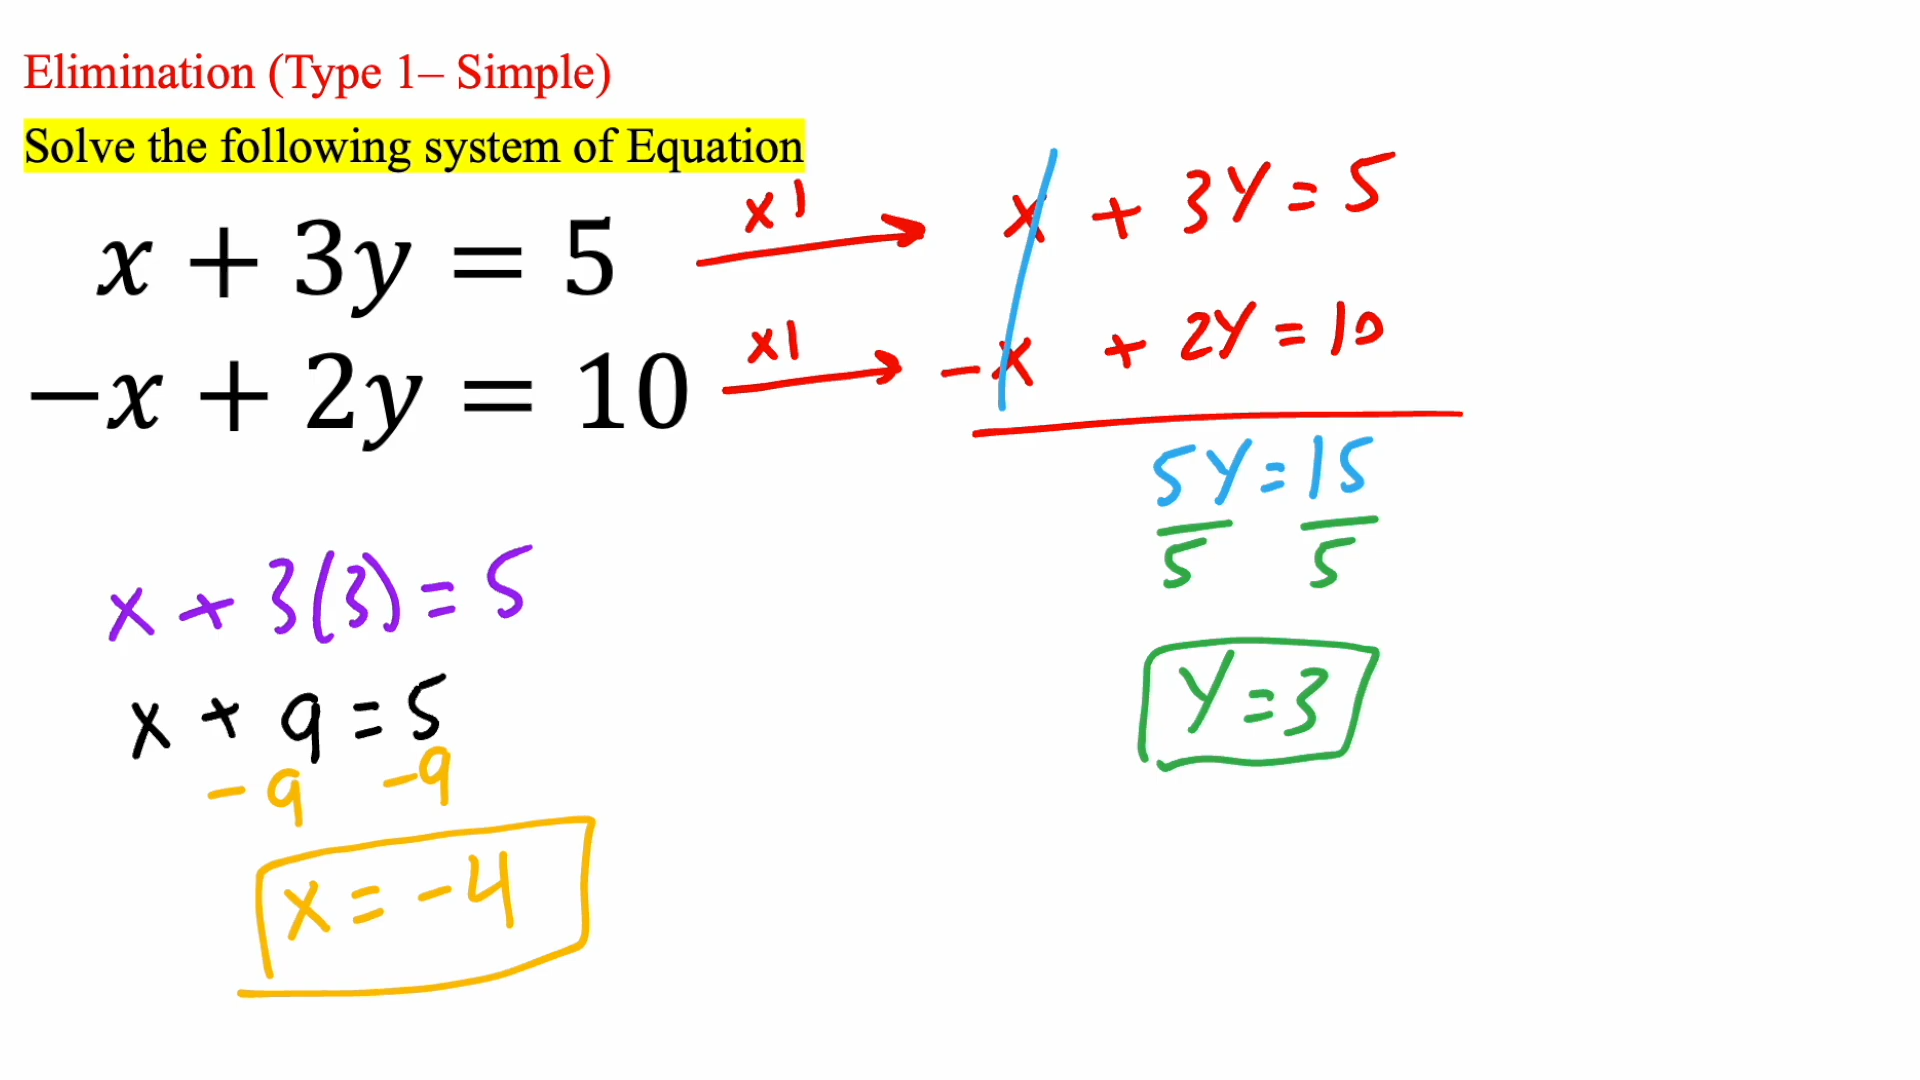 Elimination (Type 1– Simple)
Solve the following system of Equation
x + 3y = 5
x1
x + 3y = 5
−x + 2y = 10
x1
-x + 2y = 10
5y = 15
5 5
y = 3
x + 3(3) = 5
x + 9 = 5
-9 -9
x = -4